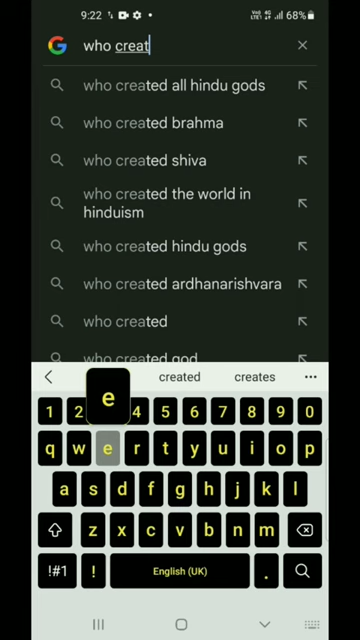 9:22 68%
who creat
who created all hindu gods
who created brahma
who created shiva
who created the world in
hinduism
who created hindu gods
who created ardhanarishvara
who created
who created god
created creates
e
1 2 4 5 6 7 8 9 0
q w e r t y u i o p
a s d f g h j k l
z x c v b n m
!#1 ! English (UK) .